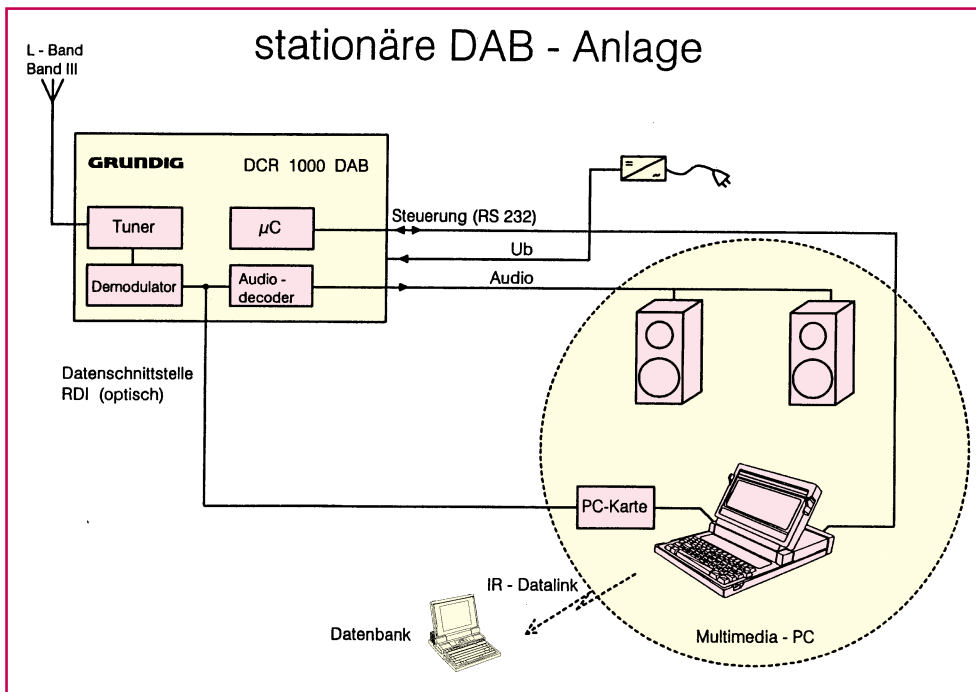 stationäre DAB - Anlage
L - Band
Band III
GRUNDIG DCR 1000 DAB
Tuner
µC
Demodulator
Audio -
decoder
Steuerung (RS 232)
Ub
Audio
=
~
Datenschnittstelle
RDI (optisch)
PC-Karte
IR - Datalink
Datenbank
Multimedia - PC